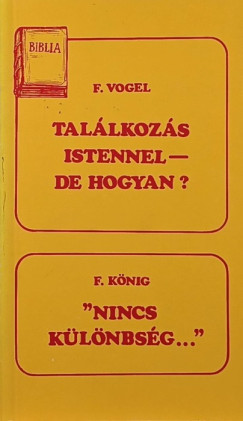 BIBLIA
F. VOGEL
TALÁLKOZÁS
ISTENNEL—
DE HOGYAN?
F. KÖNIG
"NINCS
KÜLÖNBSÉG..."